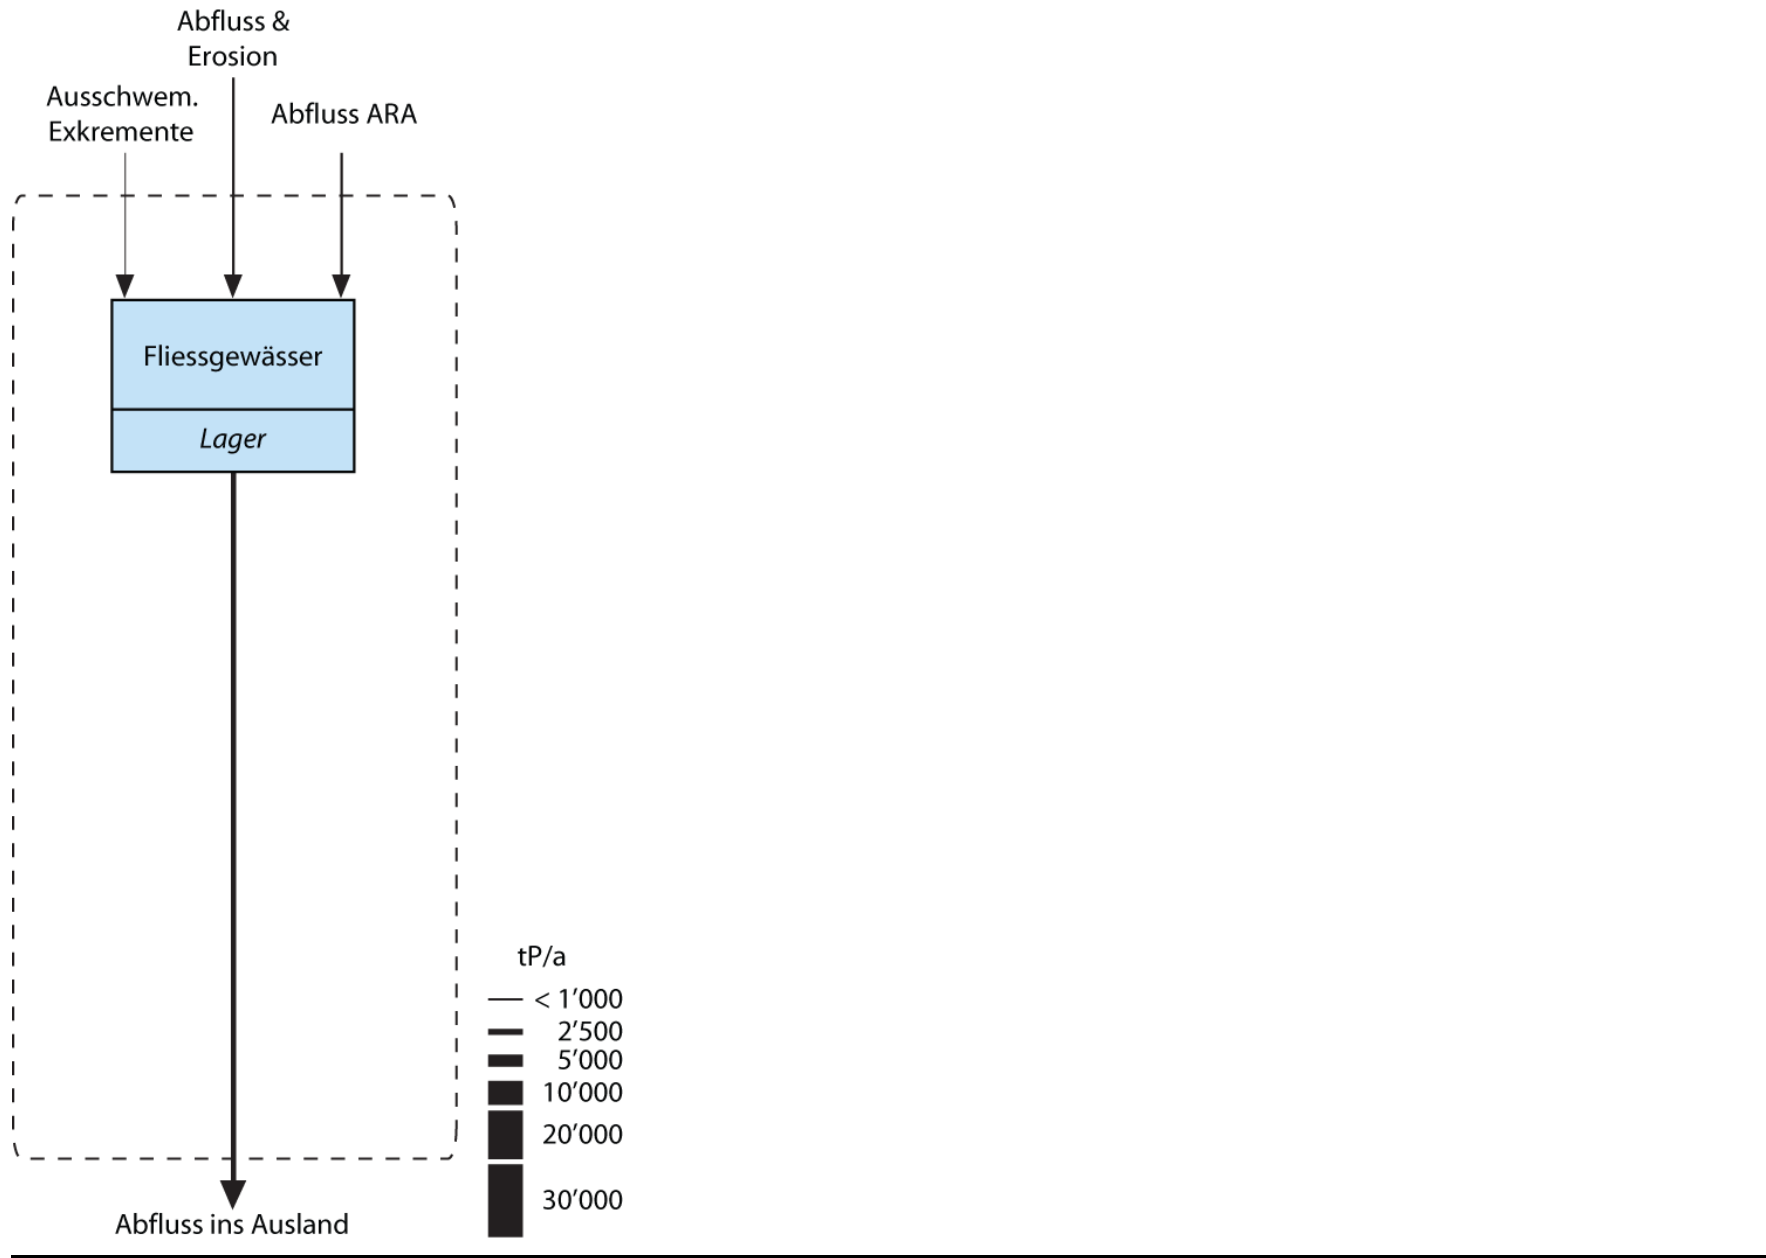 Abfluss &
Erosion
Ausschwem.
Exkremente
Abfluss ARA
Fliessgewässer
Lager
tP/a
< 1’000
2’500
5’000
10’000
20’000
30’000
Abfluss ins Ausland